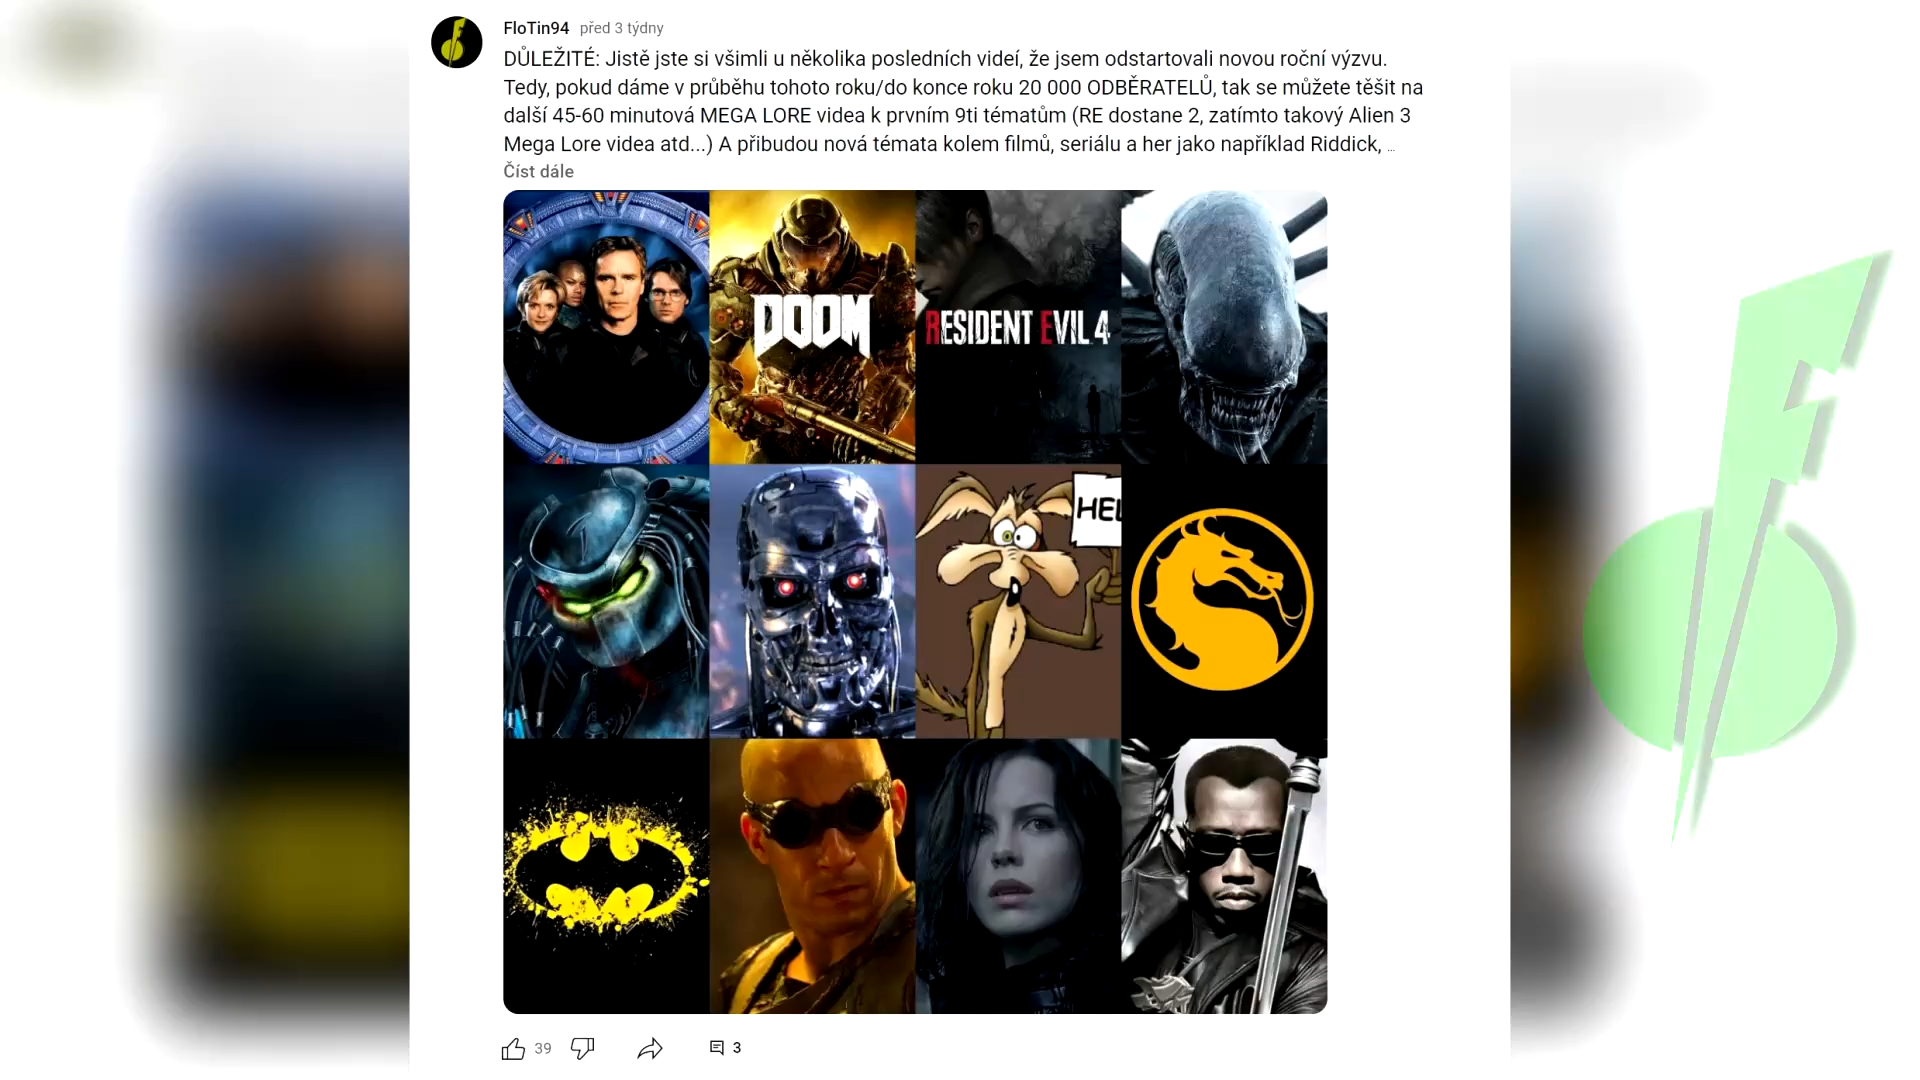 FloTin94 před 3 týdny
DŮLEŽITÉ: Jistě jste si všimli u několika posledních videí, že jsem odstartovali novou roční výzvu.
Tedy, pokud dáme v průběhu tohoto roku/do konce roku 20 000 ODBĚRATELŮ, tak se můžete těšit na
další 45-60 minutová MEGA LORE videa k prvním 9ti tématům (RE dostane 2, zatímto takový Alien 3
Mega Lore videa atd...) A přibudou nová témata kolem filmů, seriálu a her jako například Riddick, ...
Číst dále
DOOM
RESIDENT EVIL 4
HEL
39
3